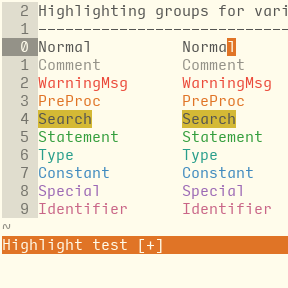 2 Highlighting groups for vari
1 -----------------------------
0 Normal Normal
1 Comment Comment
2 WarningMsg WarningMsg
3 PreProc PreProc
4 Search Search
5 Statement Statement
6 Type Type
7 Constant Constant
8 Special Special
9 Identifier Identifier
~
Highlight test [+]